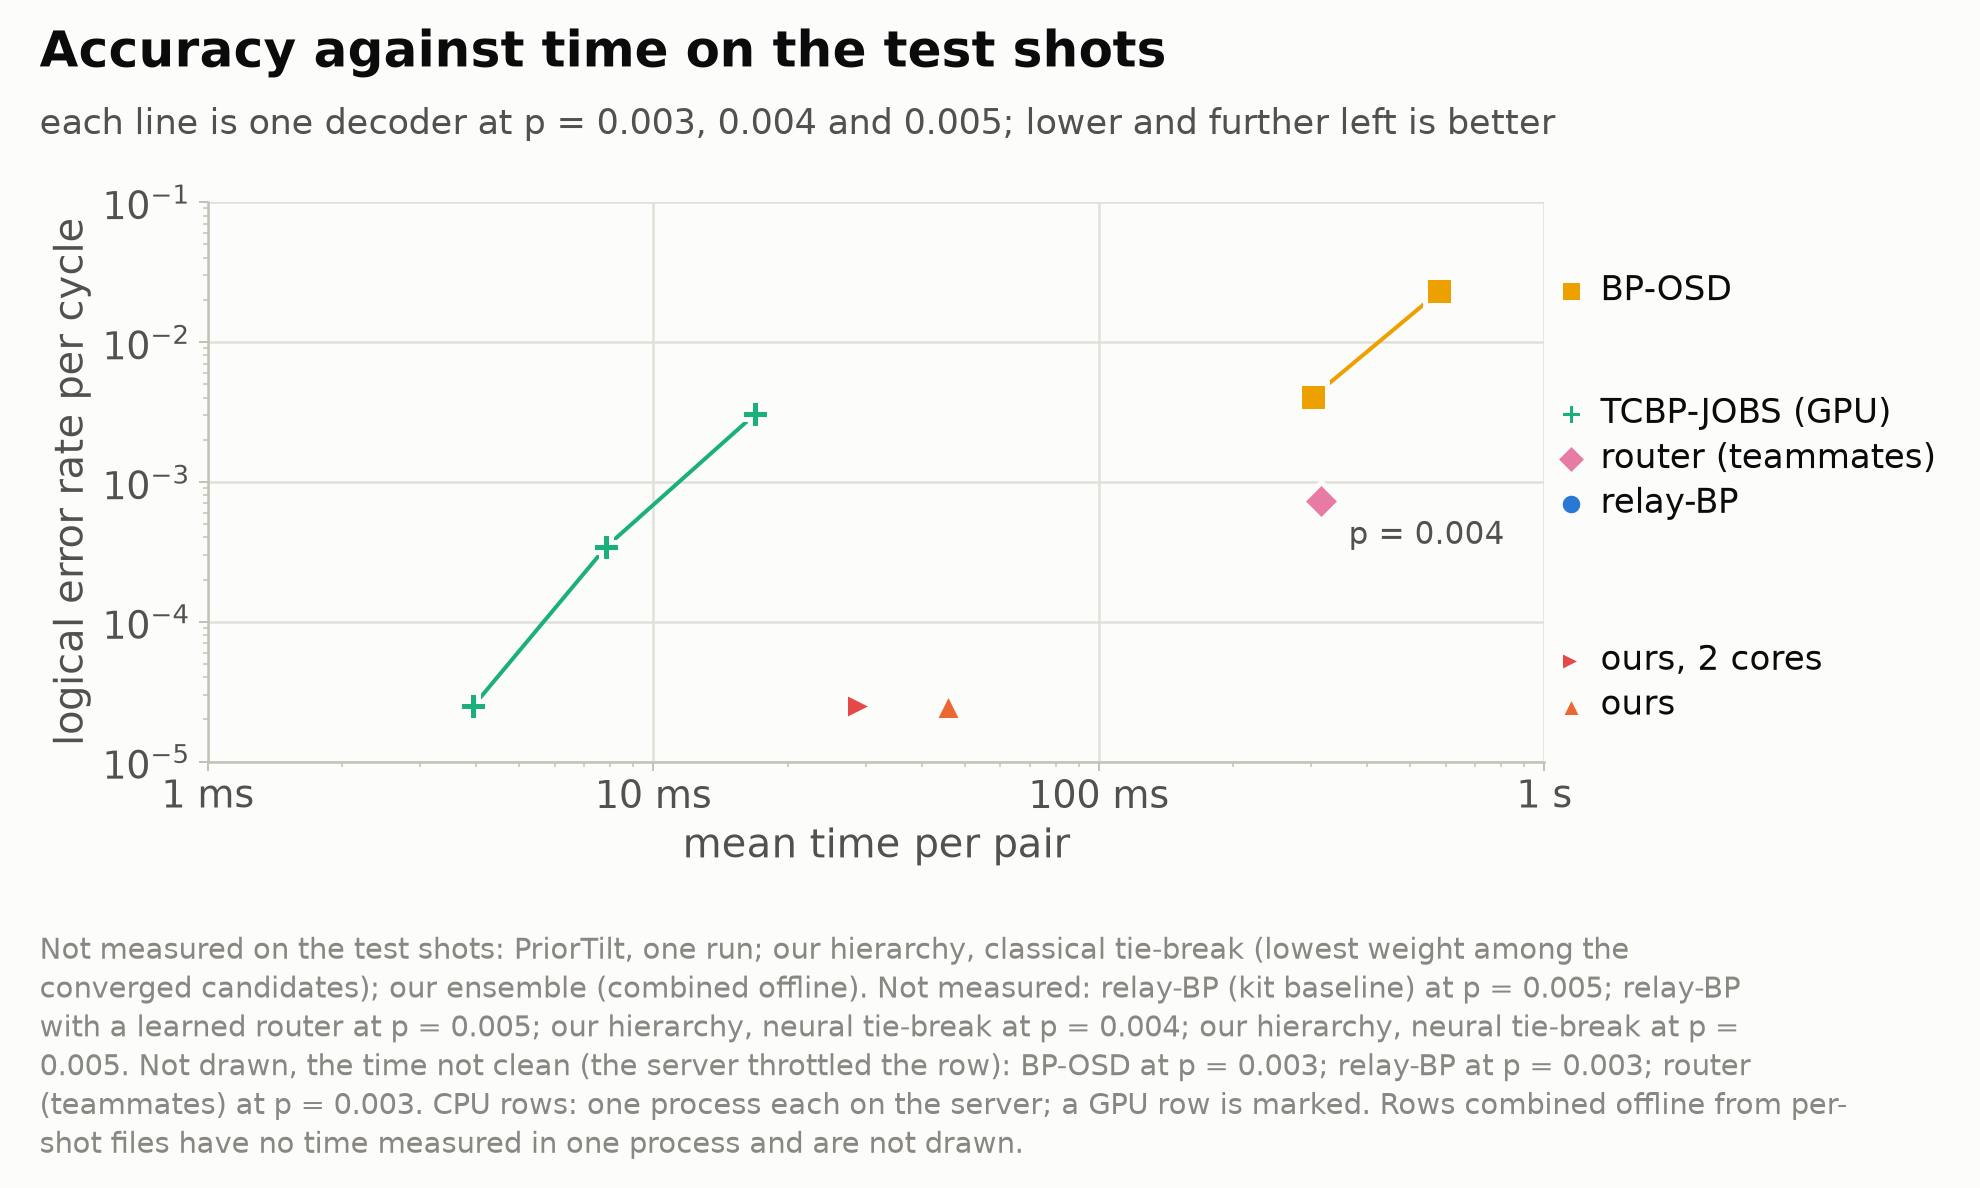 Accuracy against time on the test shots
each line is one decoder at p = 0.003, 0.004 and 0.005; lower and further left is better
logical error rate per cycle
10⁻¹
10⁻²
10⁻³
10⁻⁴
10⁻⁵
1 ms
10 ms
100 ms
1 s
mean time per pair
p = 0.004
BP-OSD
TCBP-JOBS (GPU)
router (teammates)
relay-BP
ours, 2 cores
ours
Not measured on the test shots: PriorTilt, one run; our hierarchy, classical tie-break (lowest weight among the
converged candidates); our ensemble (combined offline). Not measured: relay-BP (kit baseline) at p = 0.005; relay-BP
with a learned router at p = 0.005; our hierarchy, neural tie-break at p = 0.004; our hierarchy, neural tie-break at p =
0.005. Not drawn, the time not clean (the server throttled the row): BP-OSD at p = 0.003; relay-BP at p = 0.003; router
(teammates) at p = 0.003. CPU rows: one process each on the server; a GPU row is marked. Rows combined offline from per-
shot files have no time measured in one process and are not drawn.